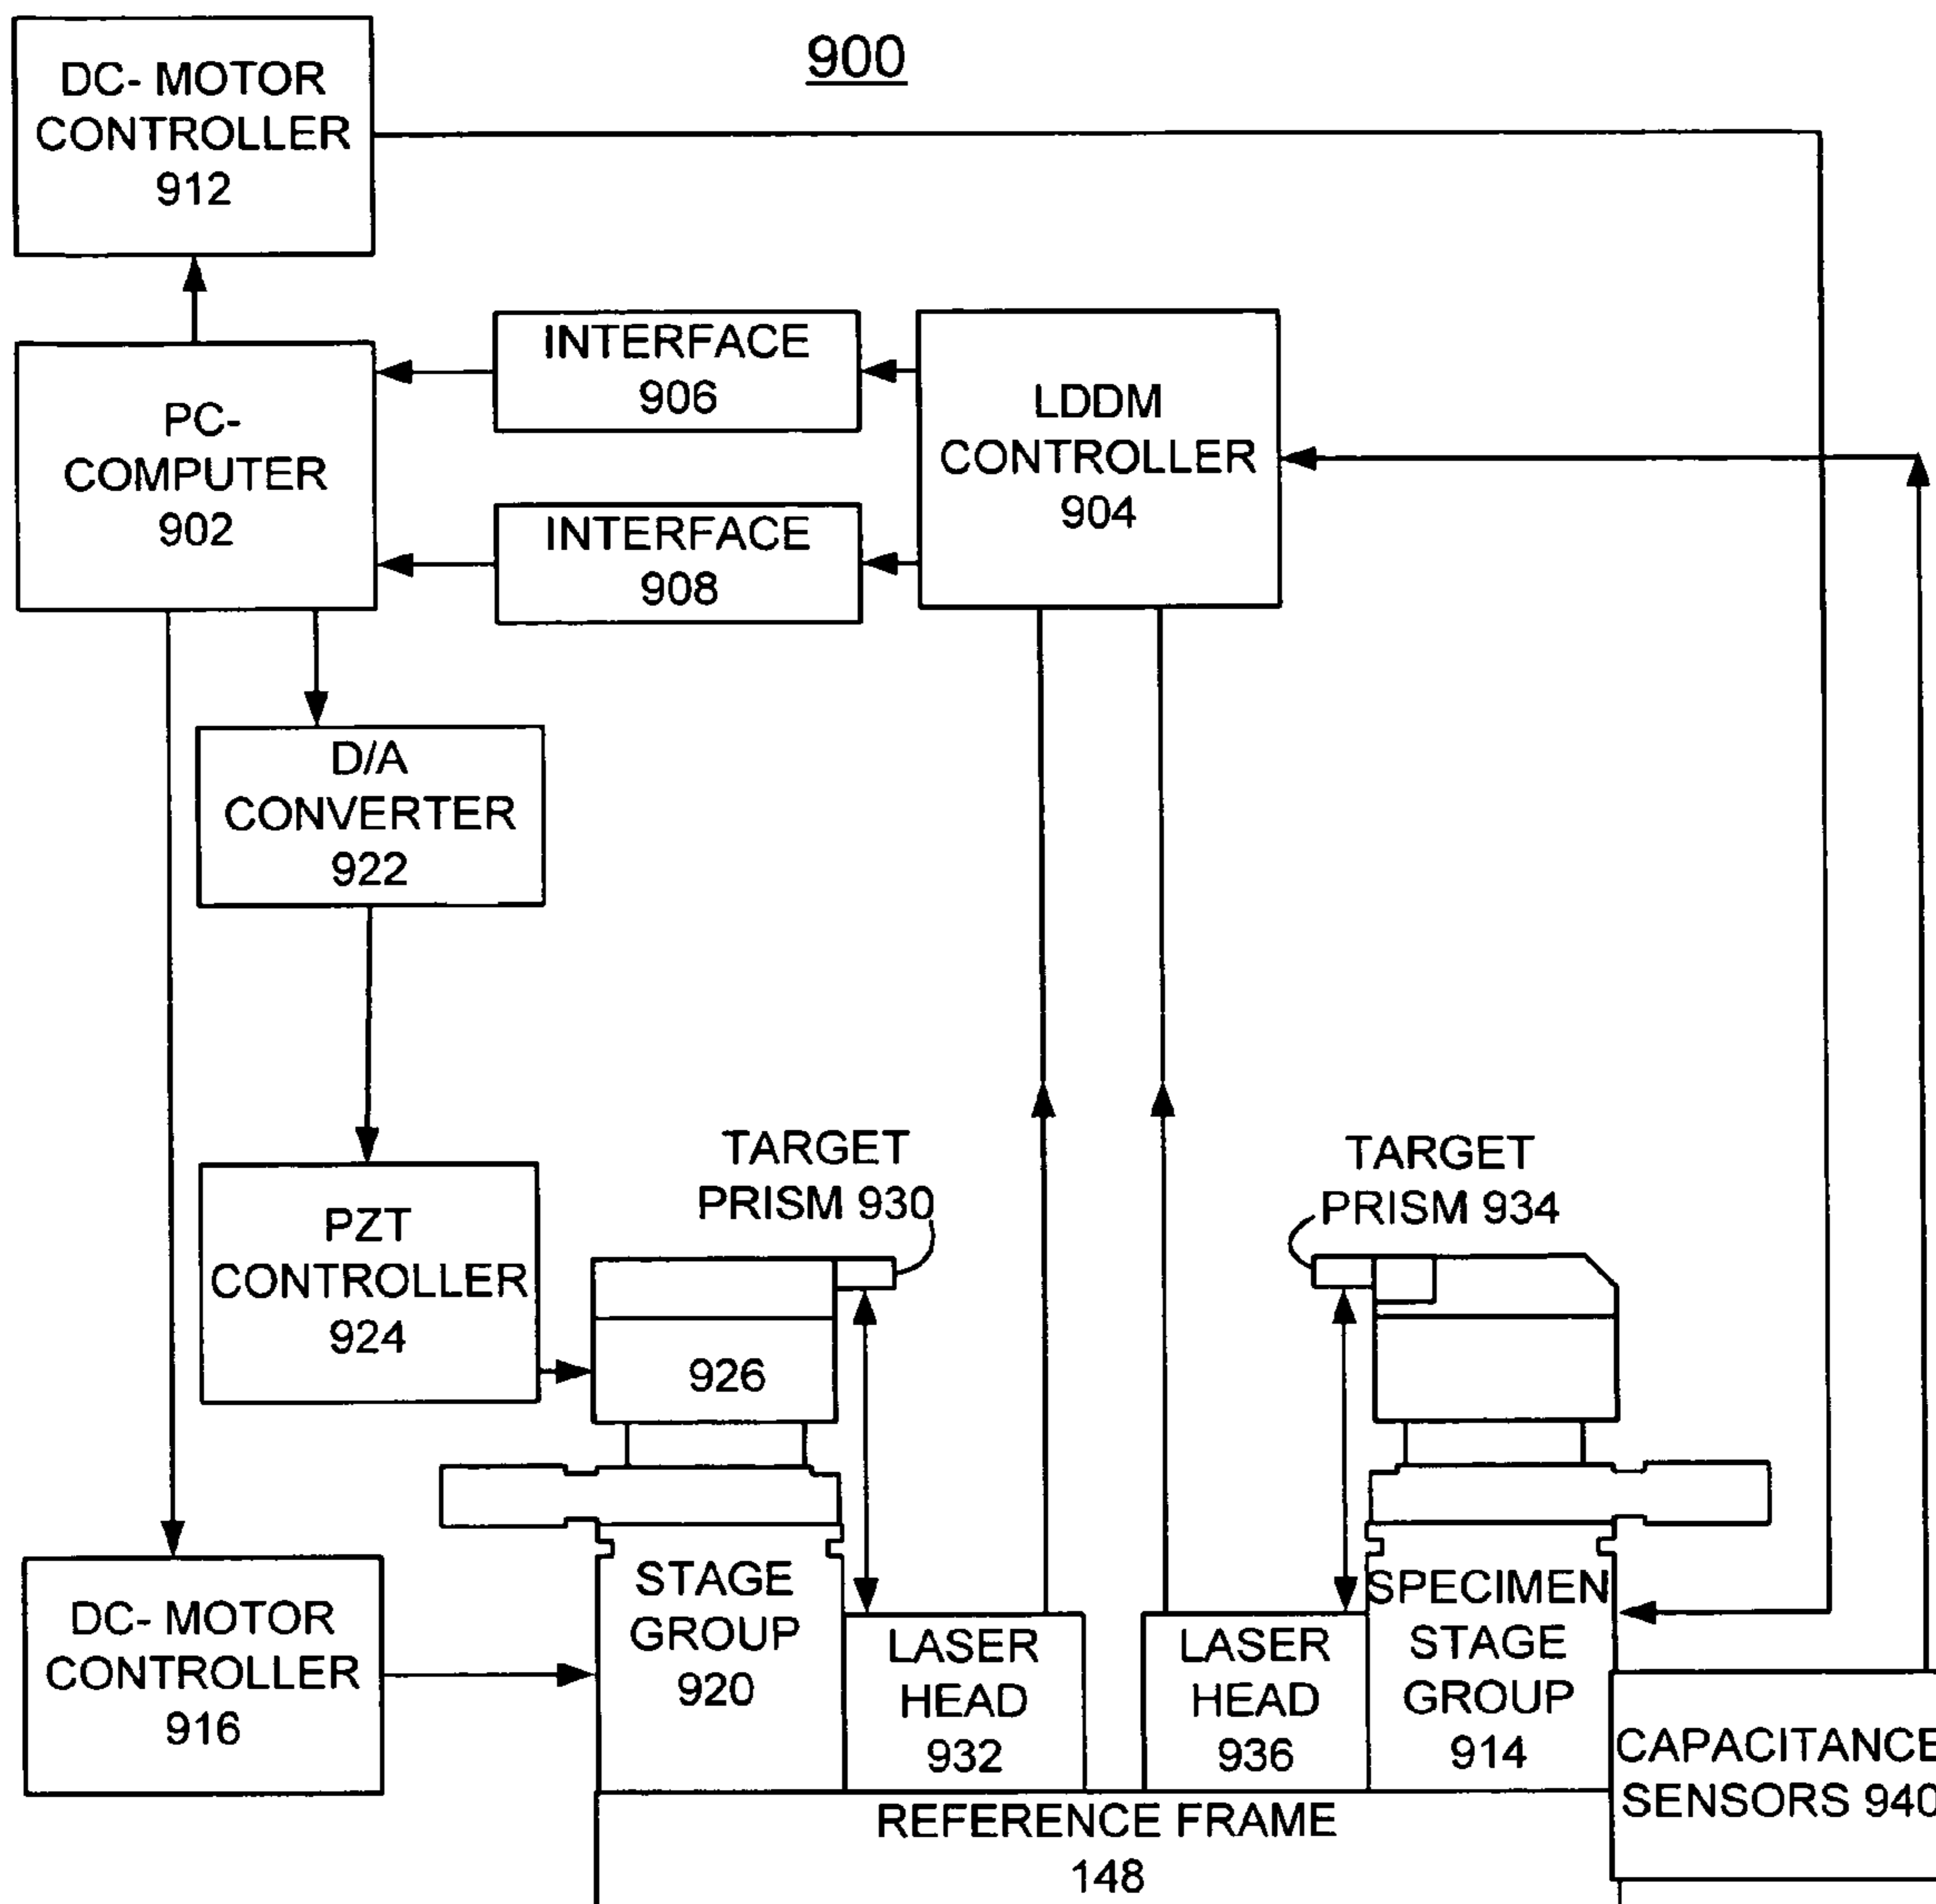 900
DC- MOTOR
CONTROLLER
912
INTERFACE
906
LDDM
CONTROLLER
904
PC-
COMPUTER
902
INTERFACE
908
D/A
CONVERTER
922
TARGET
PRISM 930
TARGET
PRISM 934
PZT
CONTROLLER
924
926
DC- MOTOR
CONTROLLER
916
STAGE
GROUP
920
LASER
HEAD
932
LASER
HEAD
936
SPECIMEN
STAGE
GROUP
914
CAPACITANCE
SENSORS 940
REFERENCE FRAME
148